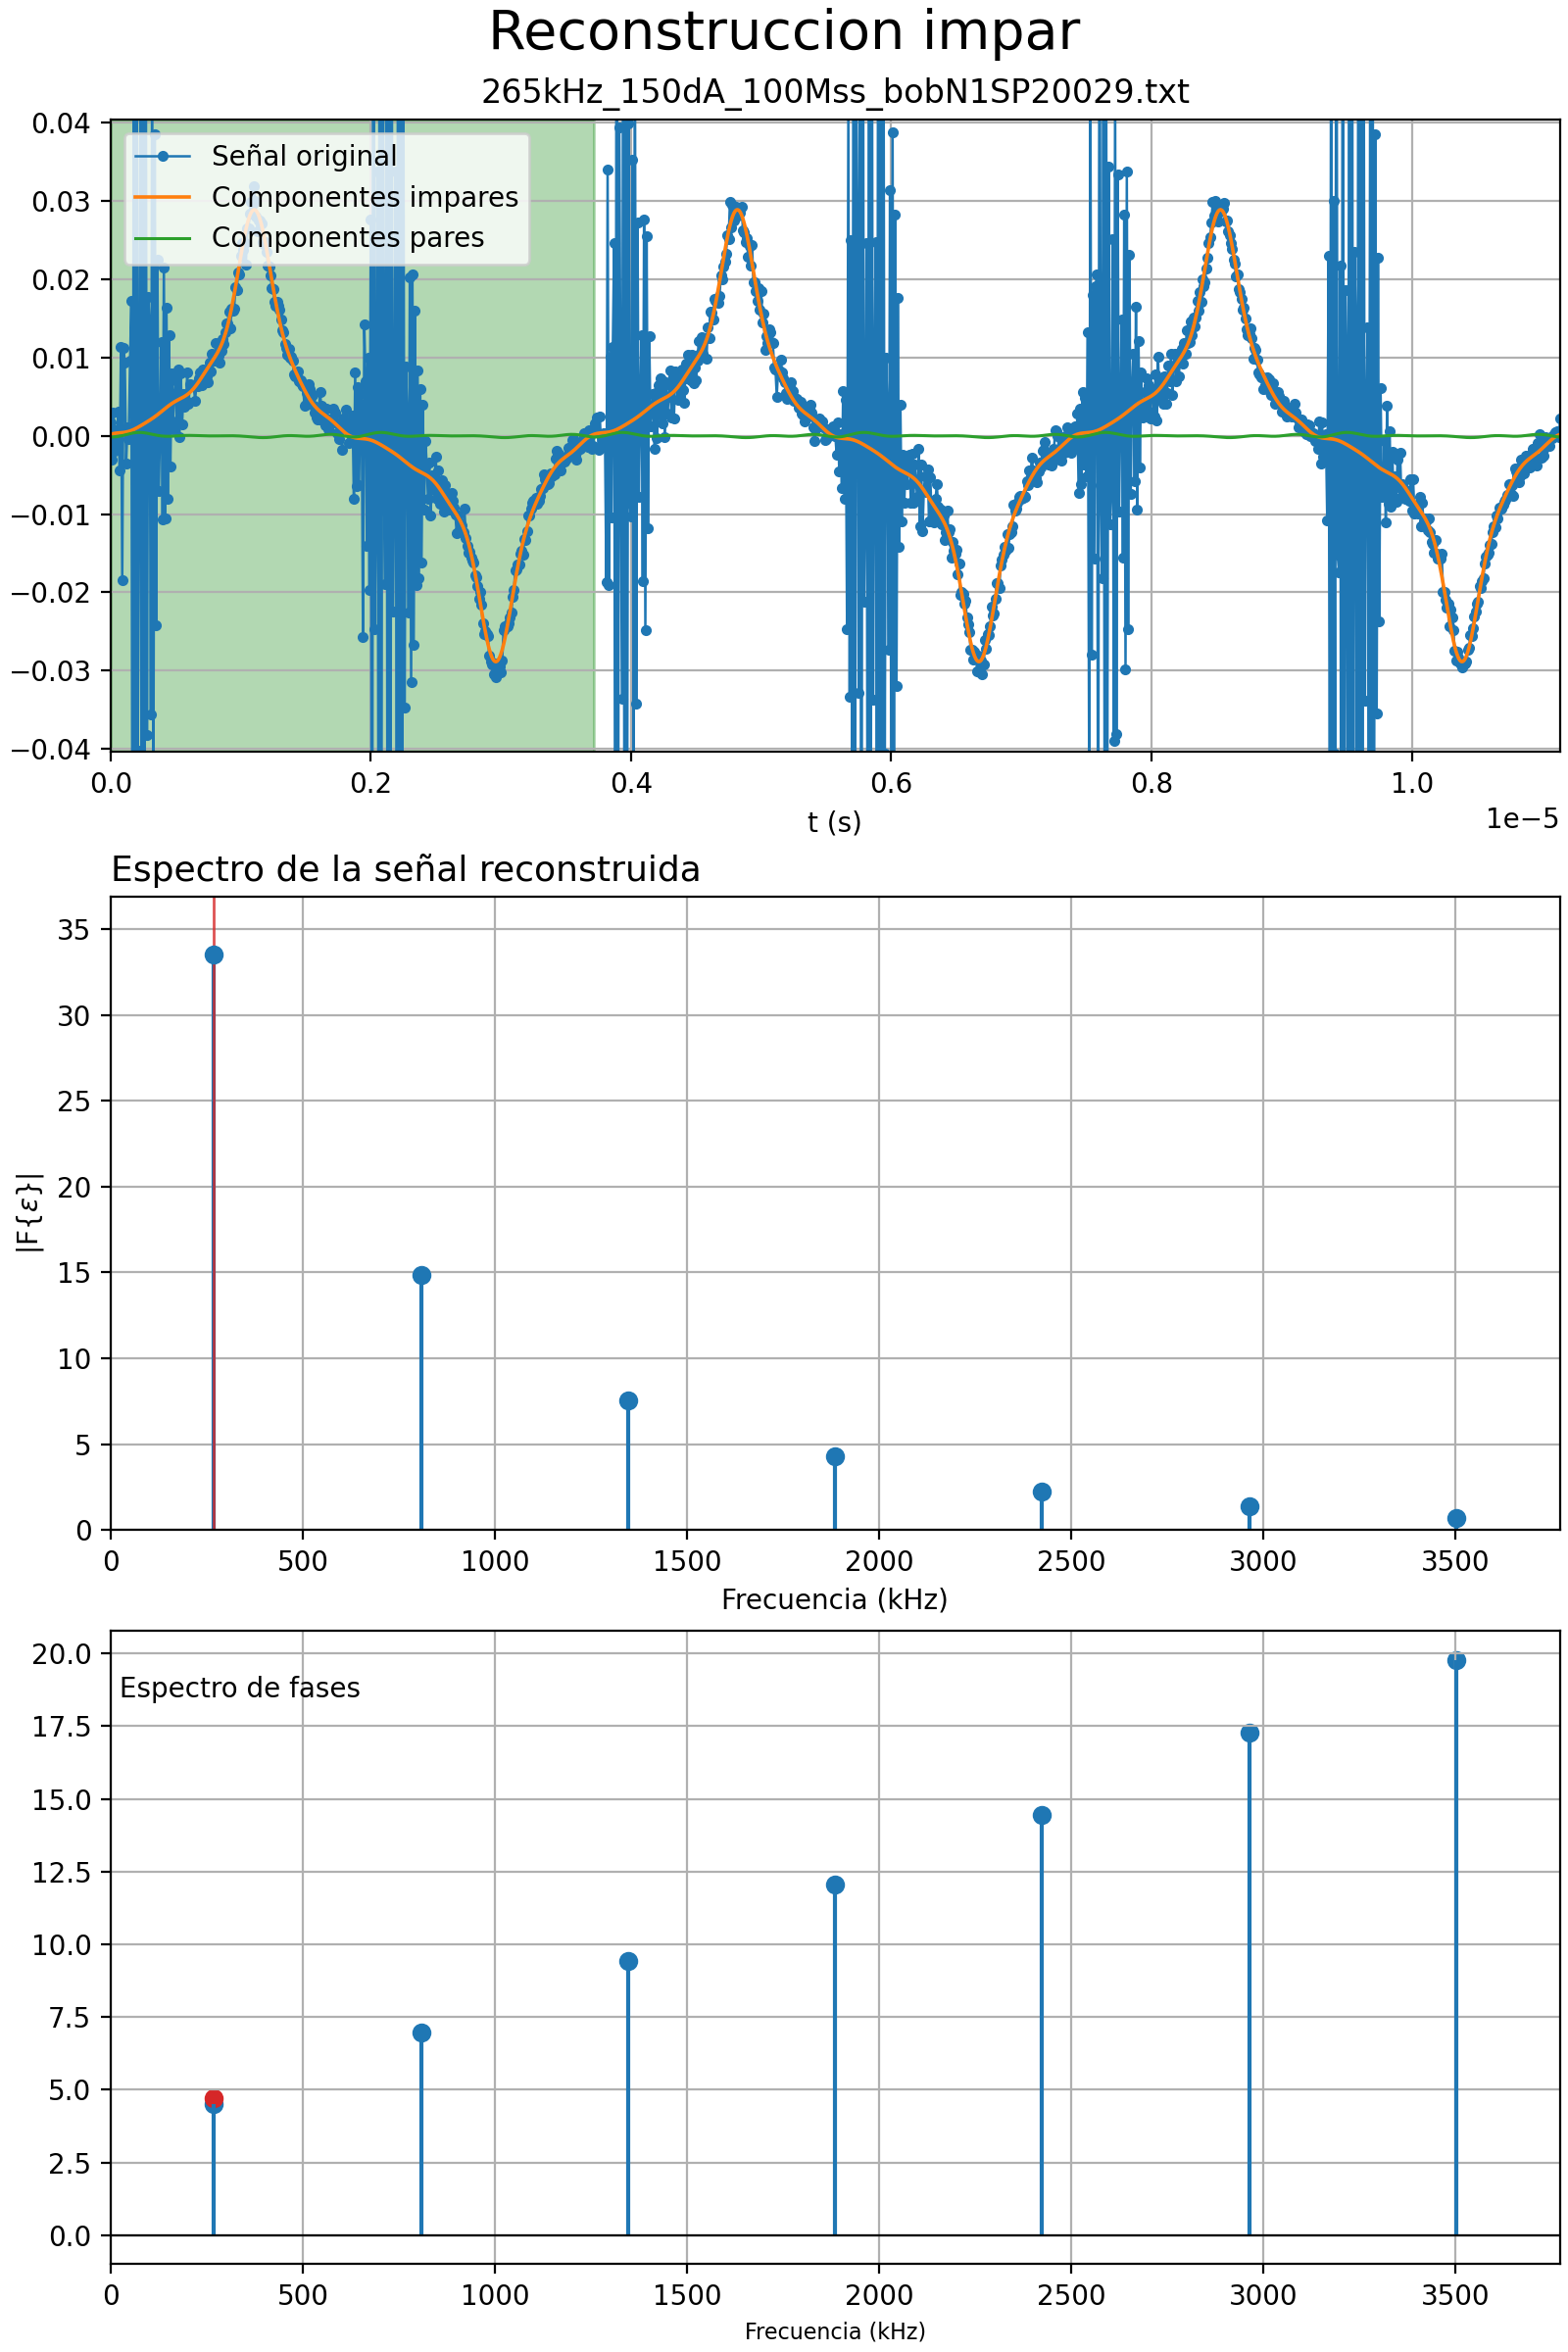 Reconstruccion impar
265kHz_150dA_100Mss_bobN1SP20029.txt
0.04
0.03
0.02
0.01
0.00
−0.01
−0.02
−0.03
−0.04
Señal original
Componentes impares
Componentes pares
0.0 0.2 0.4 0.6 0.8 1.0
1e−5
t (s)
Espectro de la señal reconstruida
35
30
25
20
15
10
5
0
|F{ε}|
0 500 1000 1500 2000 2500 3000 3500
Frecuencia (kHz)
20.0
17.5
15.0
12.5
10.0
7.5
5.0
2.5
0.0
Espectro de fases
0 500 1000 1500 2000 2500 3000 3500
Frecuencia (kHz)